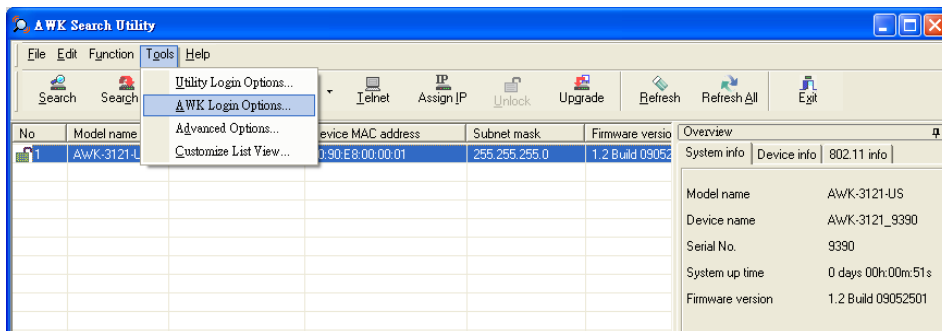 AWK Search Utility
File Edit Function Tools Help
Search Search Telnet Assign IP Unlock Upgrade Refresh Refresh All Exit
Utility Login Options...
AWK Login Options...
Advanced Options...
Customize List View...
No Model name evice MAC address Subnet mask Firmware versio
1 AWK-3121-U 0:90:E8:00:00:01 255.255.255.0 1.2 Build 09052
Overview
System info Device info 802.11 info
Model name AWK-3121-US
Device name AWK-3121_9390
Serial No. 9390
System up time 0 days 00h:00m:51s
Firmware version 1.2 Build 09052501